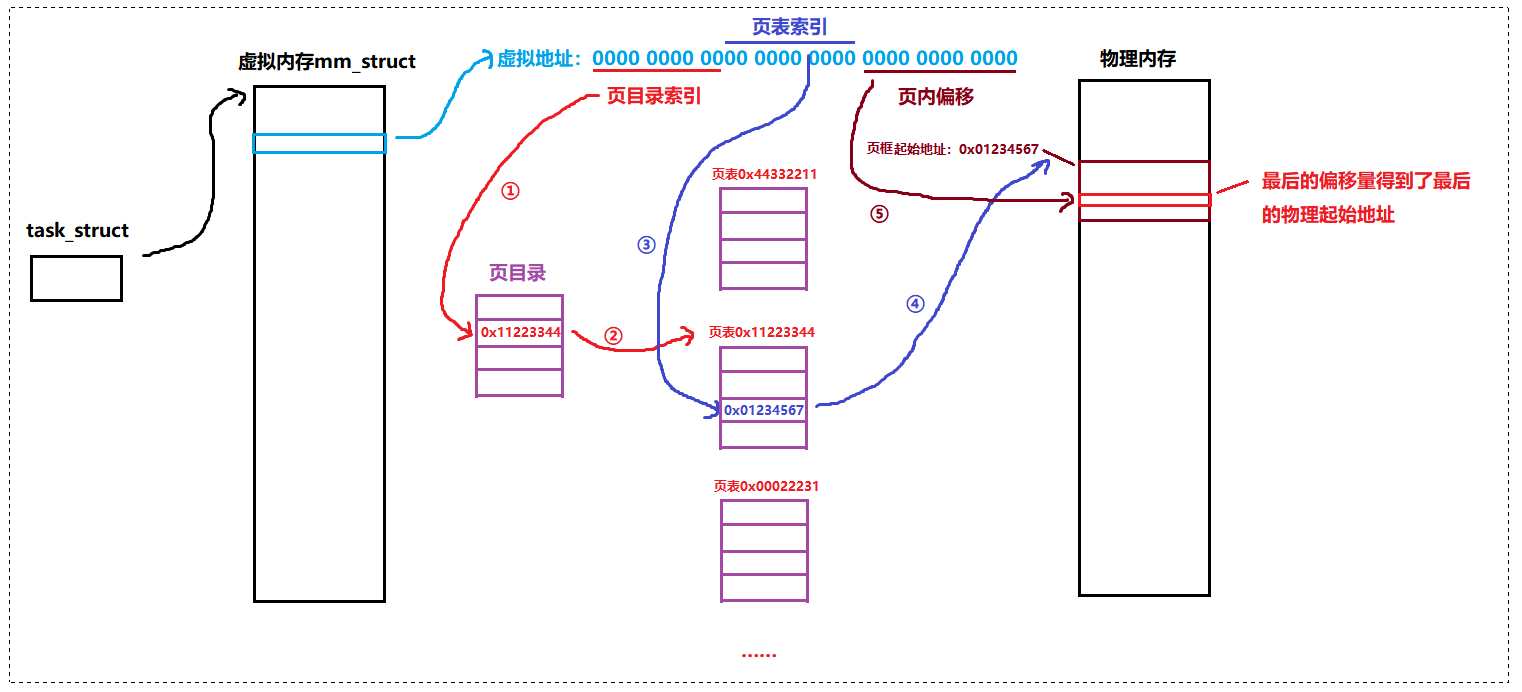 页表索引
虚拟内存mm_struct
虚拟地址：0000 0000 0000 0000 0000 0000 0000 0000
物理内存
页目录索引
页内偏移
页框起始地址：0x01234567
①
页表0x44332211
最后的偏移量得到了最后
的物理起始地址
⑤
task_struct
③
页目录
④
0x11223344
②
页表0x11223344
0x01234567
页表0x00022231
······